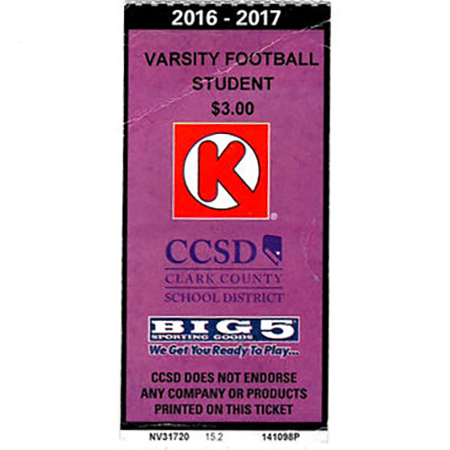 2016 - 2017
VARSITY FOOTBALL
STUDENT
$3.00
K
®
CCSD
CLARK COUNTY
SCHOOL DISTRICT
BIG 5®
SPORTING GOODS
We Get You Ready To Play...
CCSD DOES NOT ENDORSE
ANY COMPANY OR PRODUCTS
PRINTED ON THIS TICKET
NV31720 15.2 141098P